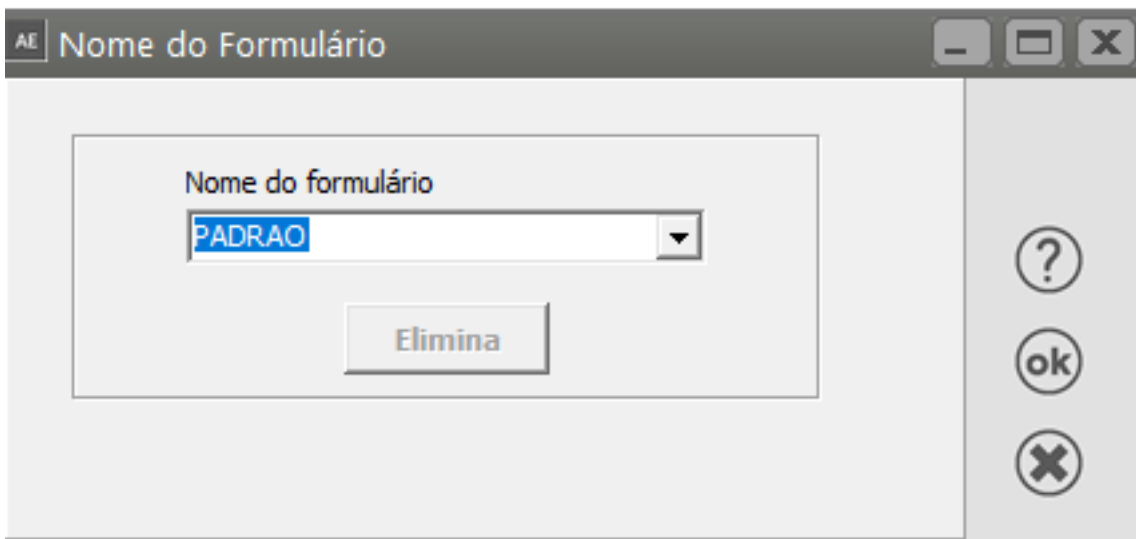 AE Nome do Formulário
Nome do formulário
PADRAO
Elimina
?
ok